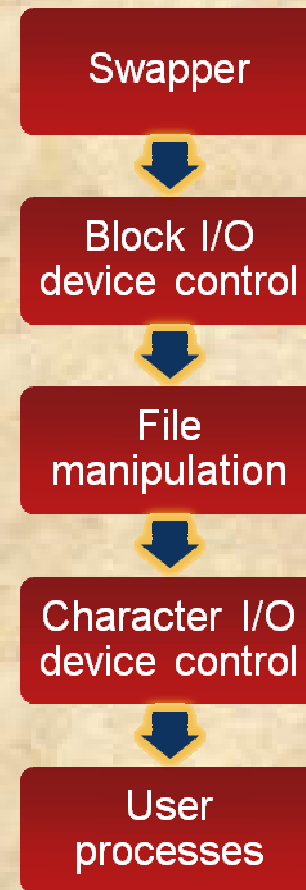 Swapper
Block I/O
device control
File
manipulation
Character I/O
device control
User
processes